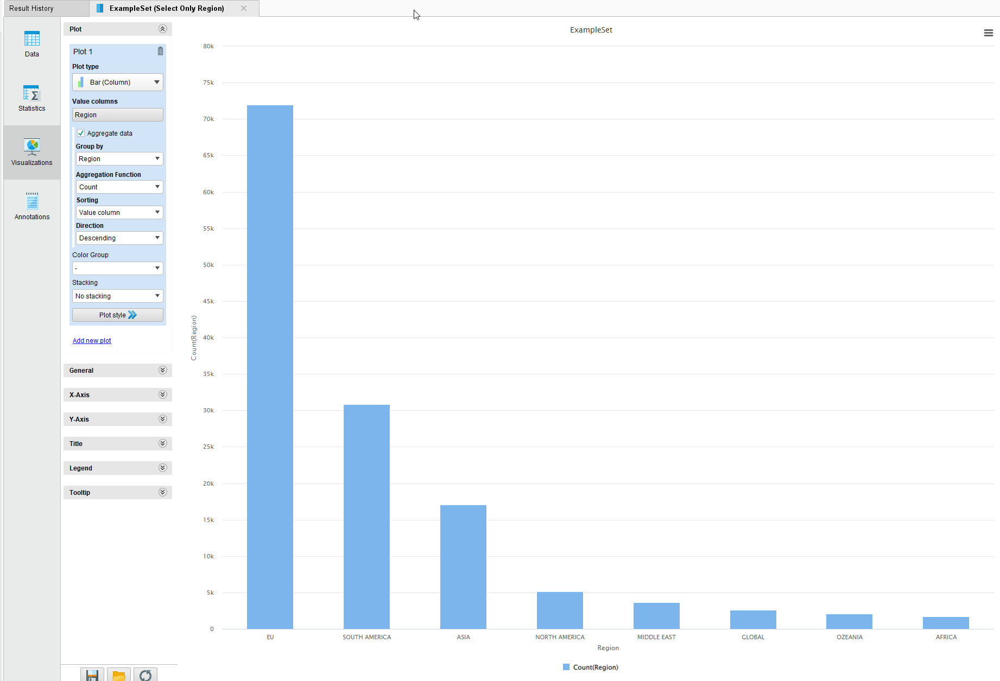 Result History
ExampleSet (Select Only Region)
Data
Statistics
Visualizations
Annotations
Plot
Plot 1
Plot type
Bar (Column)
Value columns
Region
Aggregate data
Group by
Region
Aggregation Function
Count
Sorting
Value column
Direction
Descending
Color Group
-
Stacking
No stacking
Plot style
Add new plot
General
X-Axis
Y-Axis
Title
Legend
Tooltip
ExampleSet
80k
75k
70k
65k
60k
55k
50k
45k
40k
35k
30k
25k
20k
15k
10k
5k
0
Count(Region)
EU
SOUTH AMERICA
ASIA
NORTH AMERICA
MIDDLE EAST
GLOBAL
OZEANIA
AFRICA
Region
Count(Region)